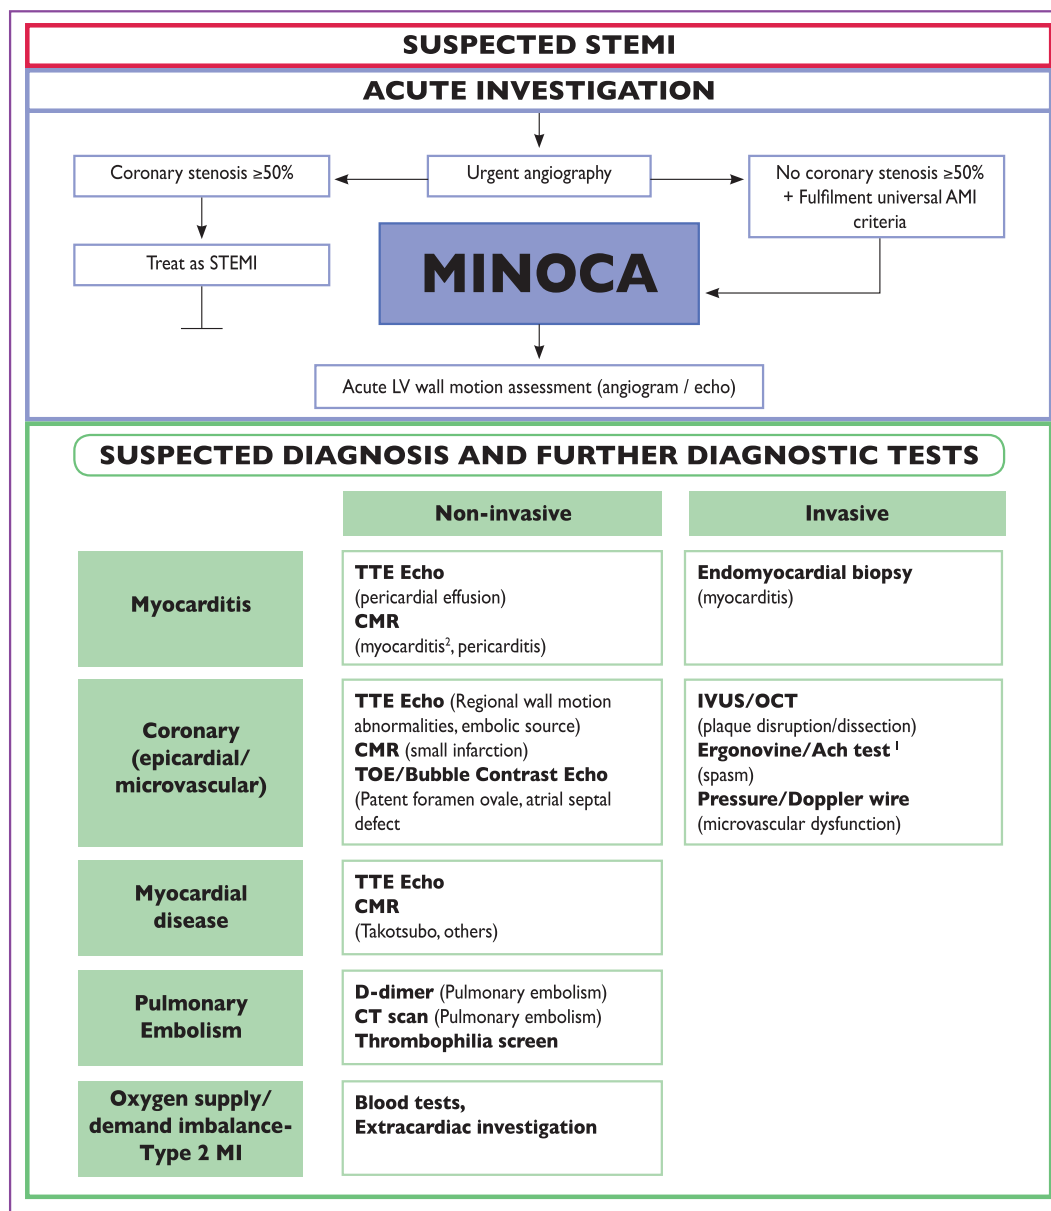 SUSPECTED STEMI
ACUTE INVESTIGATION
Coronary stenosis ≥50%
Urgent angiography
No coronary stenosis ≥50%
+ Fulfilment universal AMI
criteria
Treat as STEMI
MINOCA
Acute LV wall motion assessment (angiogram / echo)
SUSPECTED DIAGNOSIS AND FURTHER DIAGNOSTIC TESTS
Non-invasive
Invasive
Myocarditis
TTE Echo
(pericardial effusion)
CMR
(myocarditis², pericarditis)
Endomyocardial biopsy
(myocarditis)
Coronary
(epicardial/
microvascular)
TTE Echo (Regional wall motion
abnormalities, embolic source)
CMR (small infarction)
TOE/Bubble Contrast Echo
(Patent foramen ovale, atrial septal
defect
IVUS/OCT
(plaque disruption/dissection)
Ergonovine/Ach test ¹
(spasm)
Pressure/Doppler wire
(microvascular dysfunction)
Myocardial
disease
TTE Echo
CMR
(Takotsubo, others)
Pulmonary
Embolism
D-dimer (Pulmonary embolism)
CT scan (Pulmonary embolism)
Thrombophilia screen
Oxygen supply/
demand imbalance-
Type 2 MI
Blood tests,
Extracardiac investigation